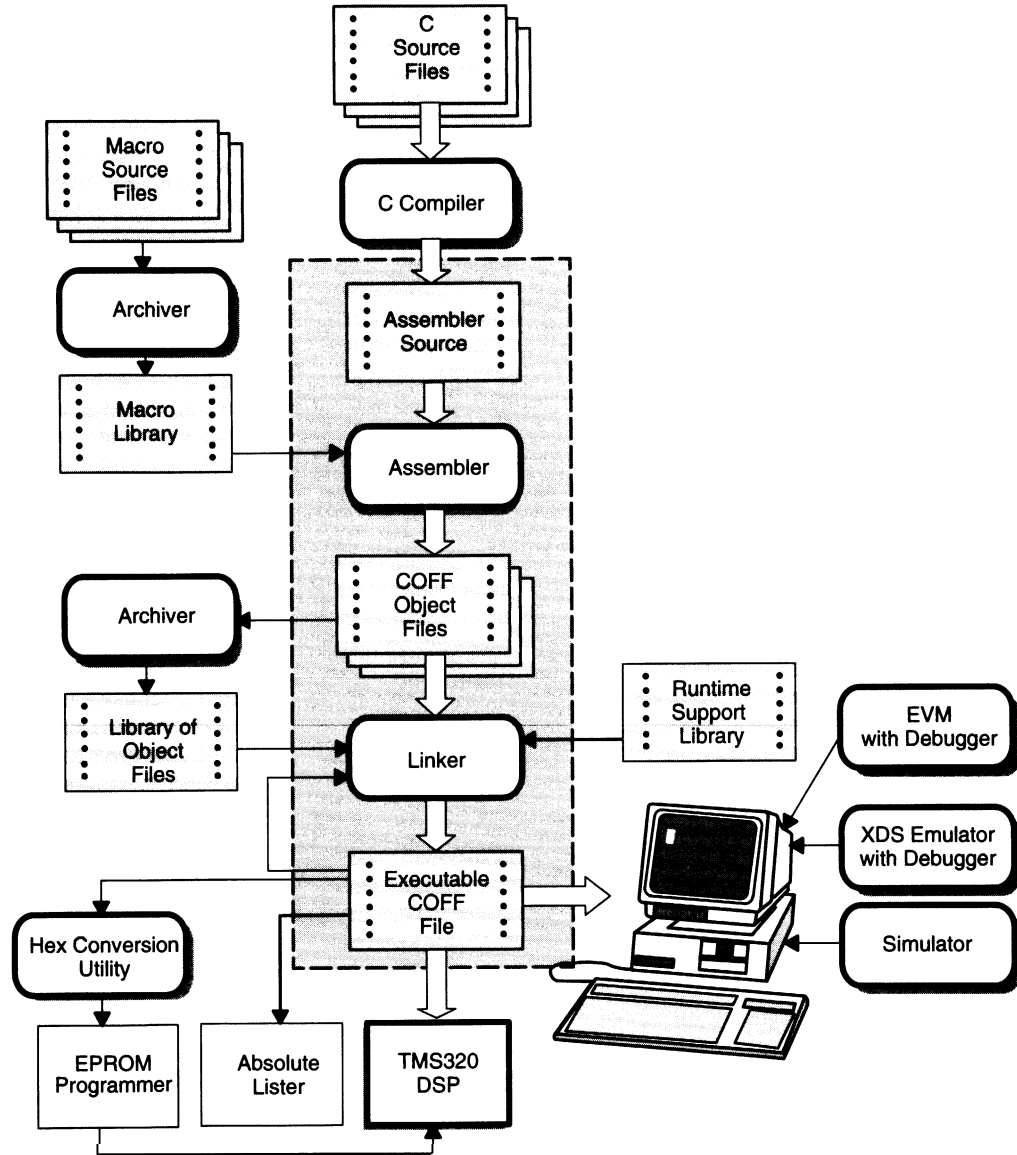 C
Source
Files
Macro
Source
Files
C Compiler
Archiver
Assembler
Source
Macro
Library
Assembler
COFF
Object
Files
Archiver
Runtime
Support
Library
Library of
Object
Files
Linker
EVM
with Debugger
XDS Emulator
with Debugger
Executable
COFF
File
Simulator
Hex Conversion
Utility
EPROM
Programmer
Absolute
Lister
TMS320
DSP